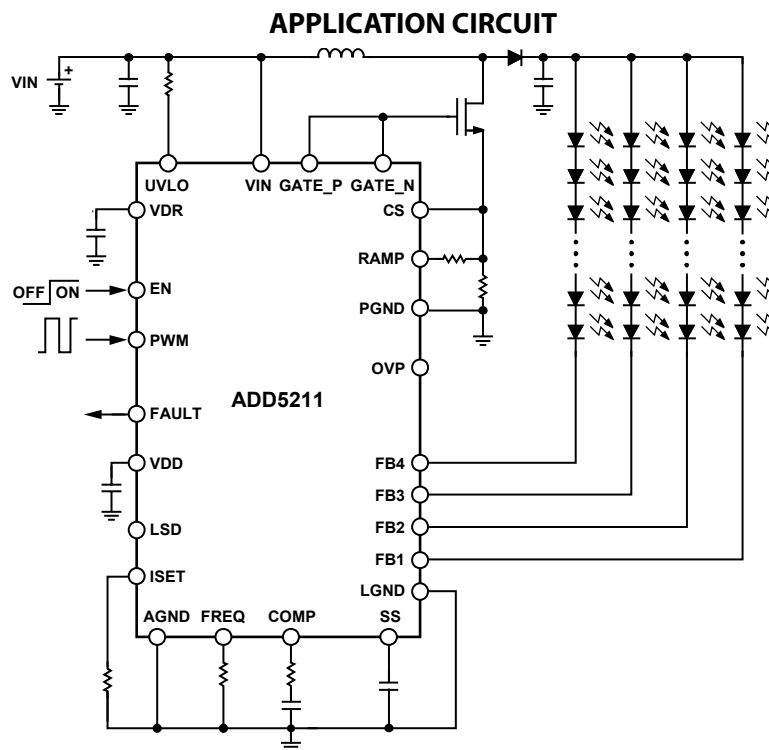 APPLICATION CIRCUIT
VIN
+
UVLO
VIN
GATE_P
GATE_N
VDR
CS
RAMP
EN
OFF
ON
PGND
PWM
OVP
ADD5211
FAULT
VDD
FB4
FB3
LSD
FB2
FB1
ISET
LGND
AGND
FREQ
COMP
SS